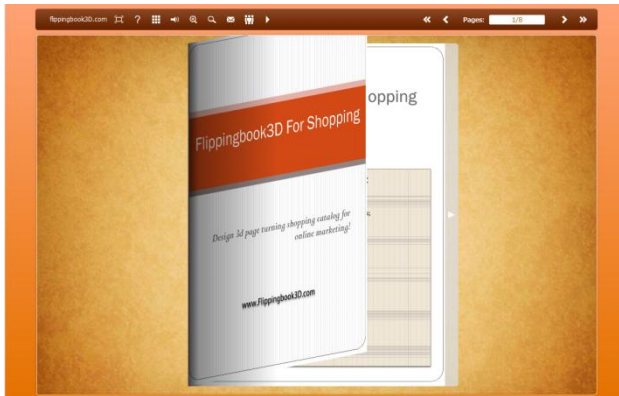 flippingbook3D.com
Pages: 1/8
opping
Flippingbook3D For Shopping
Design 3d page turning shopping catalog for
online marketing!
www.Flippingbook3D.com